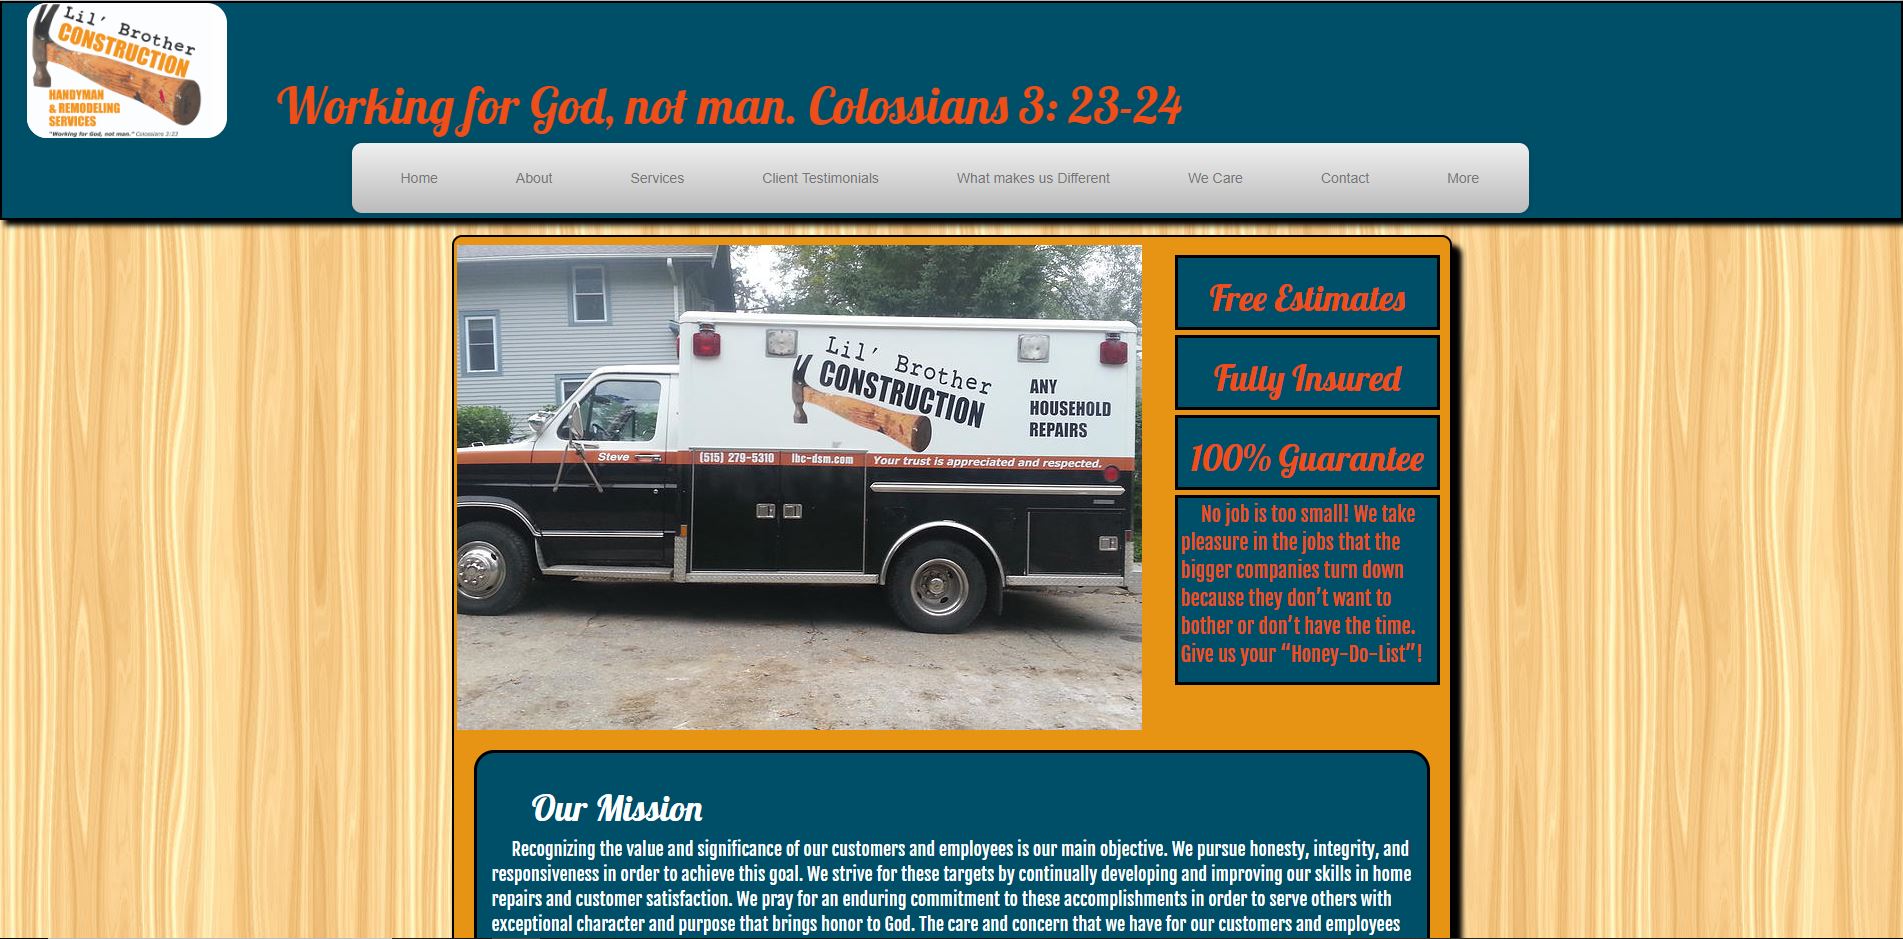 Lil' Brother
CONSTRUCTION
HANDYMAN
& REMODELING
SERVICES
"Working for God, not man." Colossians 3:23
Working for God, not man. Colossians 3: 23-24
Home About Services Client Testimonials What makes us Different We Care Contact More
Lil' Brother
CONSTRUCTION
ANY
HOUSEHOLD
REPAIRS
Steve
(515) 279-5310 lbc-dsm.com Your trust is appreciated and respected.
Free Estimates
Fully Insured
100% Guarantee
No job is too small! We take
pleasure in the jobs that the
bigger companies turn down
because they don’t want to
bother or don’t have the time.
Give us your “Honey-Do-List”!
Our Mission
Recognizing the value and significance of our customers and employees is our main objective. We pursue honesty, integrity, and
responsiveness in order to achieve this goal. We strive for these targets by continually developing and improving our skills in home
repairs and customer satisfaction. We pray for an enduring commitment to these accomplishments in order to serve others with
exceptional character and purpose that brings honor to God. The care and concern that we have for our customers and employees